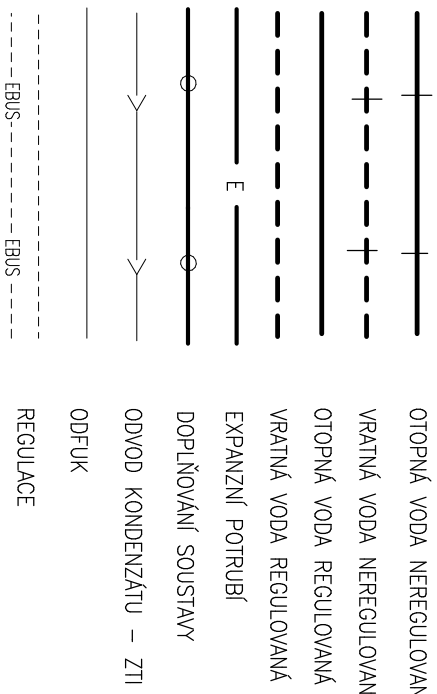 OTOPNÁ VODA NEREGULOVAN
VRATNÁ VODA NEREGULOVAN
OTOPNÁ VODA REGULOVANÁ
VRATNÁ VODA REGULOVANÁ
E EXPANZNÍ POTRUBÍ
DOPLŇOVÁNÍ SOUSTAVY
ODVOD KONDENZÁTU – ZTI
ODFUK
REGULACE
EBUS EBUS